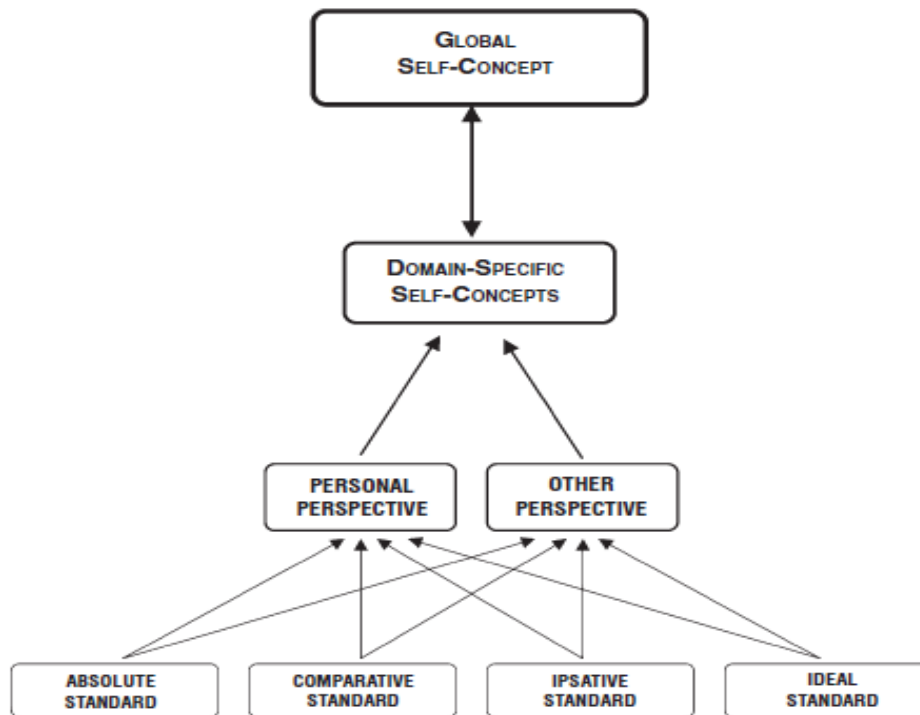 GLOBAL
SELF-CONCEPT
DOMAIN-SPECIFIC
SELF-CONCEPTS
PERSONAL
PERSPECTIVE
OTHER
PERSPECTIVE
ABSOLUTE
STANDARD
COMPARATIVE
STANDARD
IPSATIVE
STANDARD
IDEAL
STANDARD